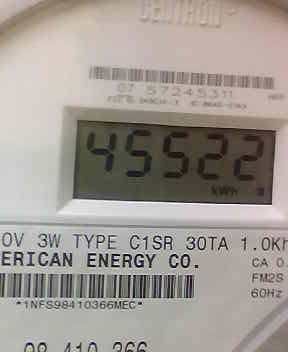 CENTRON
07 57245311
45522
kWh
0V 3W TYPE C1SR 30TA 1.0Kh
ERICAN ENERGY CO.
CA 0.
FM2S
*1NFS98410366MEC*
60Hz
98 410 366